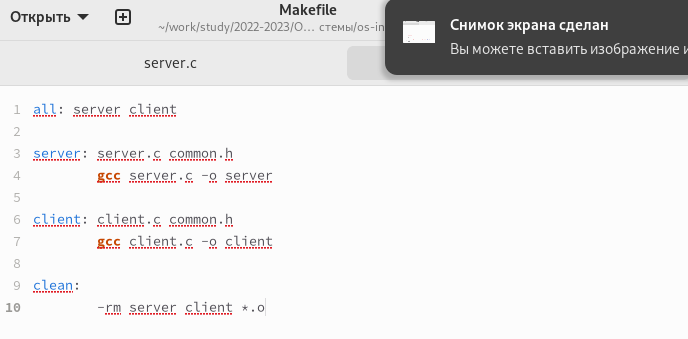 Открыть
Makefile
~/work/study/2022-2023/О... стемы/os-in
Снимок экрана сделан
Вы можете вставить изображение и
server.c
1 all: server client
2
3 server: server.c common.h
4 gcc server.c -o server
5
6 client: client.c common.h
7 gcc client.c -o client
8
9 clean:
10 -rm server client *.o